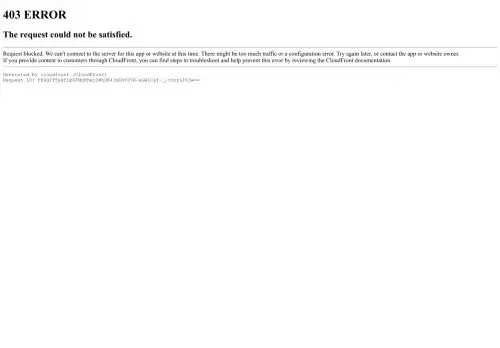 403 ERROR
The request could not be satisfied.
Request blocked. We can't connect to the server for this app or website at this time. There might be too much traffic or a configuration error. Try again later, or contact the app or website owner.
If you provide content to customers through CloudFront, you can find steps to troubleshoot and help prevent this error by reviewing the CloudFront documentation.
Generated by cloudfront (CloudFront)
Request ID: